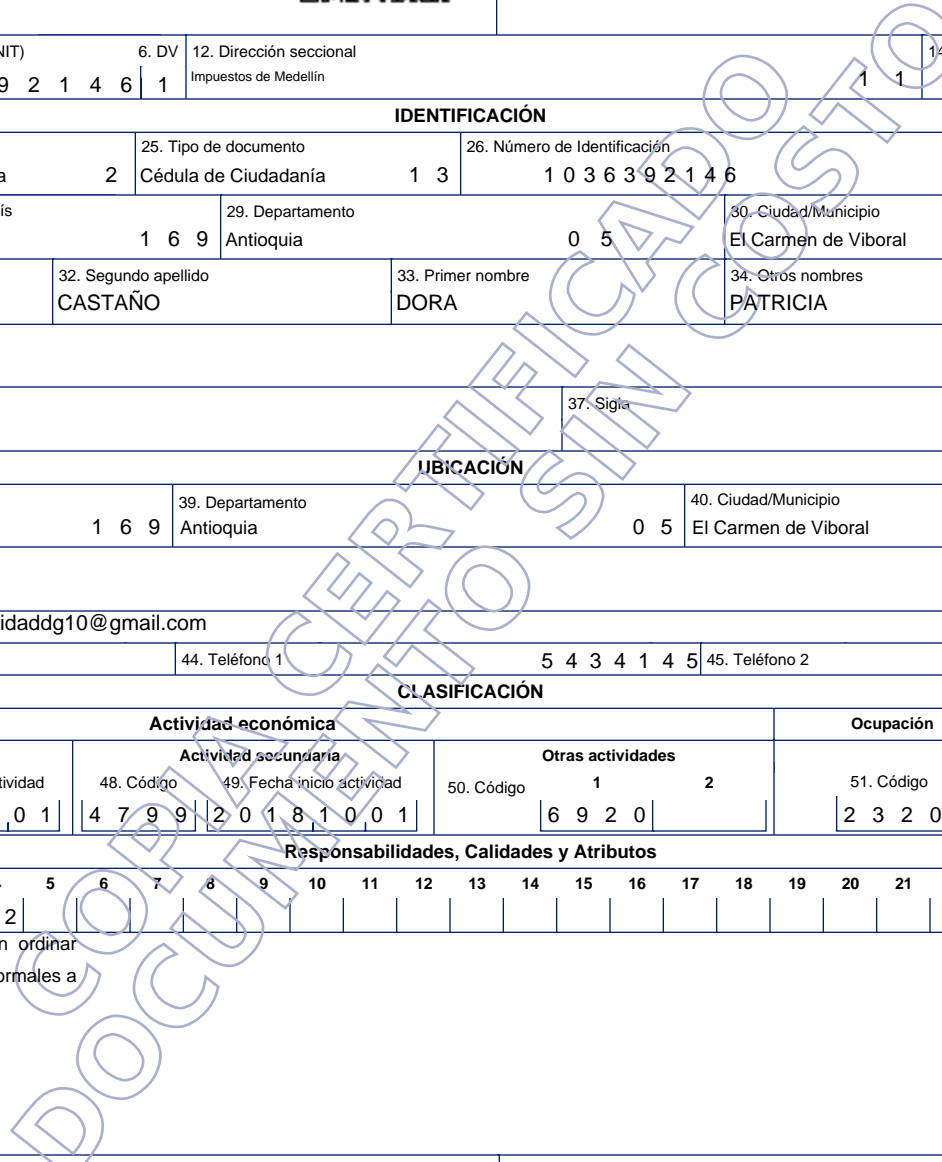 NIT) 6. DV 12. Dirección seccional 14
9 2 1 4 6 1 Impuestos de Medellín 1 1
IDENTIFICACIÓN
25. Tipo de documento 26. Número de Identificación
a 2 Cédula de Ciudadanía 1 3 1 0 3 6 3 9 2 1 4 6
ís 29. Departamento 30. Ciudad/Municipio
1 6 9 Antioquia 0 5 El Carmen de Viboral
32. Segundo apellido 33. Primer nombre 34. Otros nombres
CASTAÑO DORA PATRICIA
37. Sigla
UBICACIÓN
39. Departamento 40. Ciudad/Municipio
1 6 9 Antioquia 0 5 El Carmen de Viboral
idaddg10@gmail.com
44. Teléfono 1 5 4 3 4 1 4 5 45. Teléfono 2
CLASIFICACIÓN
Actividad económica Ocupación
Actividad secundaria Otras actividades
tividad 48. Código 49. Fecha inicio actividad 50. Código 1 2 51. Código
0 1 4 7 9 9 2 0 1 8 1 0 0 1 6 9 2 0 2 3 2 0
Responsabilidades, Calidades y Atributos
5 6 7 8 9 10 11 12 13 14 15 16 17 18 19 20 21
2
n ordinar
ormales a
COPIA CERTIFICADO
DOCUMENTO SIN COSTO